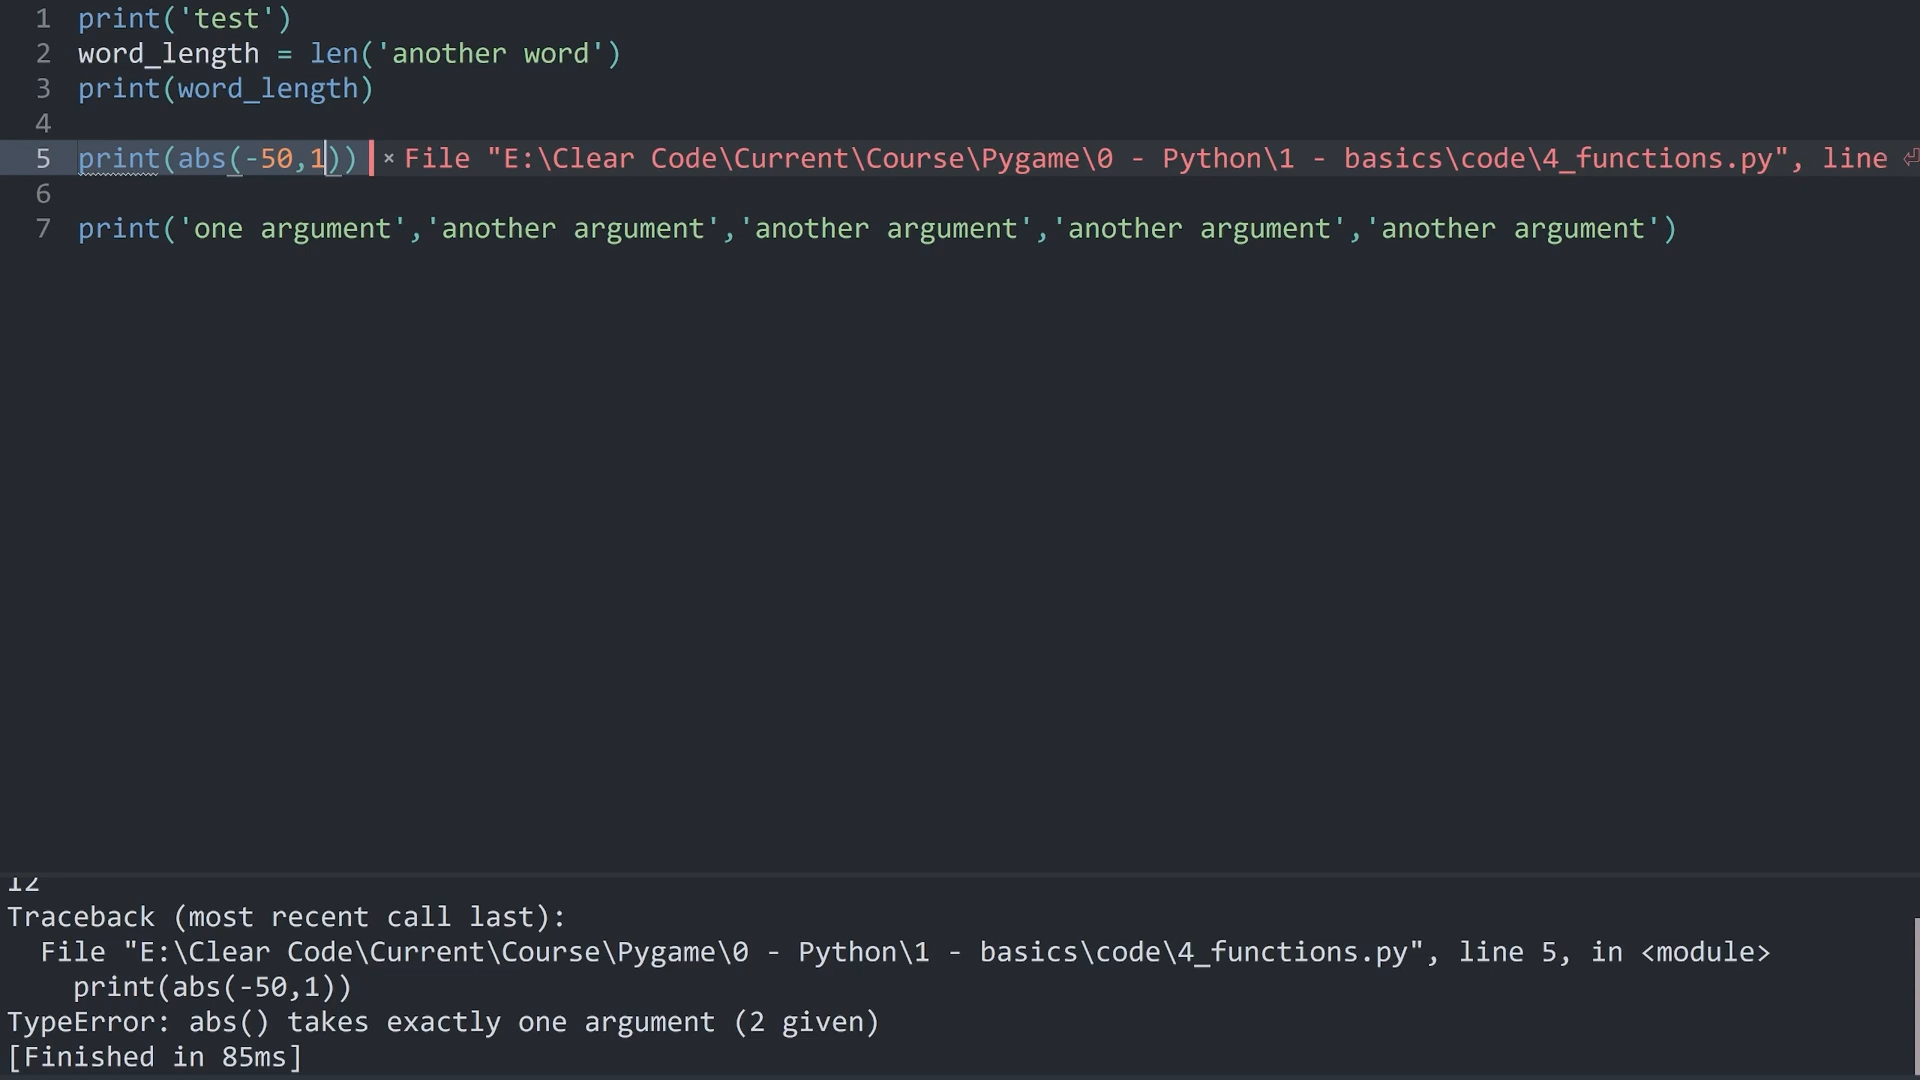 1 print('test')
2 word_length = len('another word')
3 print(word_length)
4
5 print(abs(-50,1)) × File "E:\Clear Code\Current\Course\Pygame\0 - Python\1 - basics\code\4_functions.py", line
6
7 print('one argument','another argument','another argument','another argument','another argument')
12
Traceback (most recent call last):
  File "E:\Clear Code\Current\Course\Pygame\0 - Python\1 - basics\code\4_functions.py", line 5, in <module>
    print(abs(-50,1))
TypeError: abs() takes exactly one argument (2 given)
[Finished in 85ms]